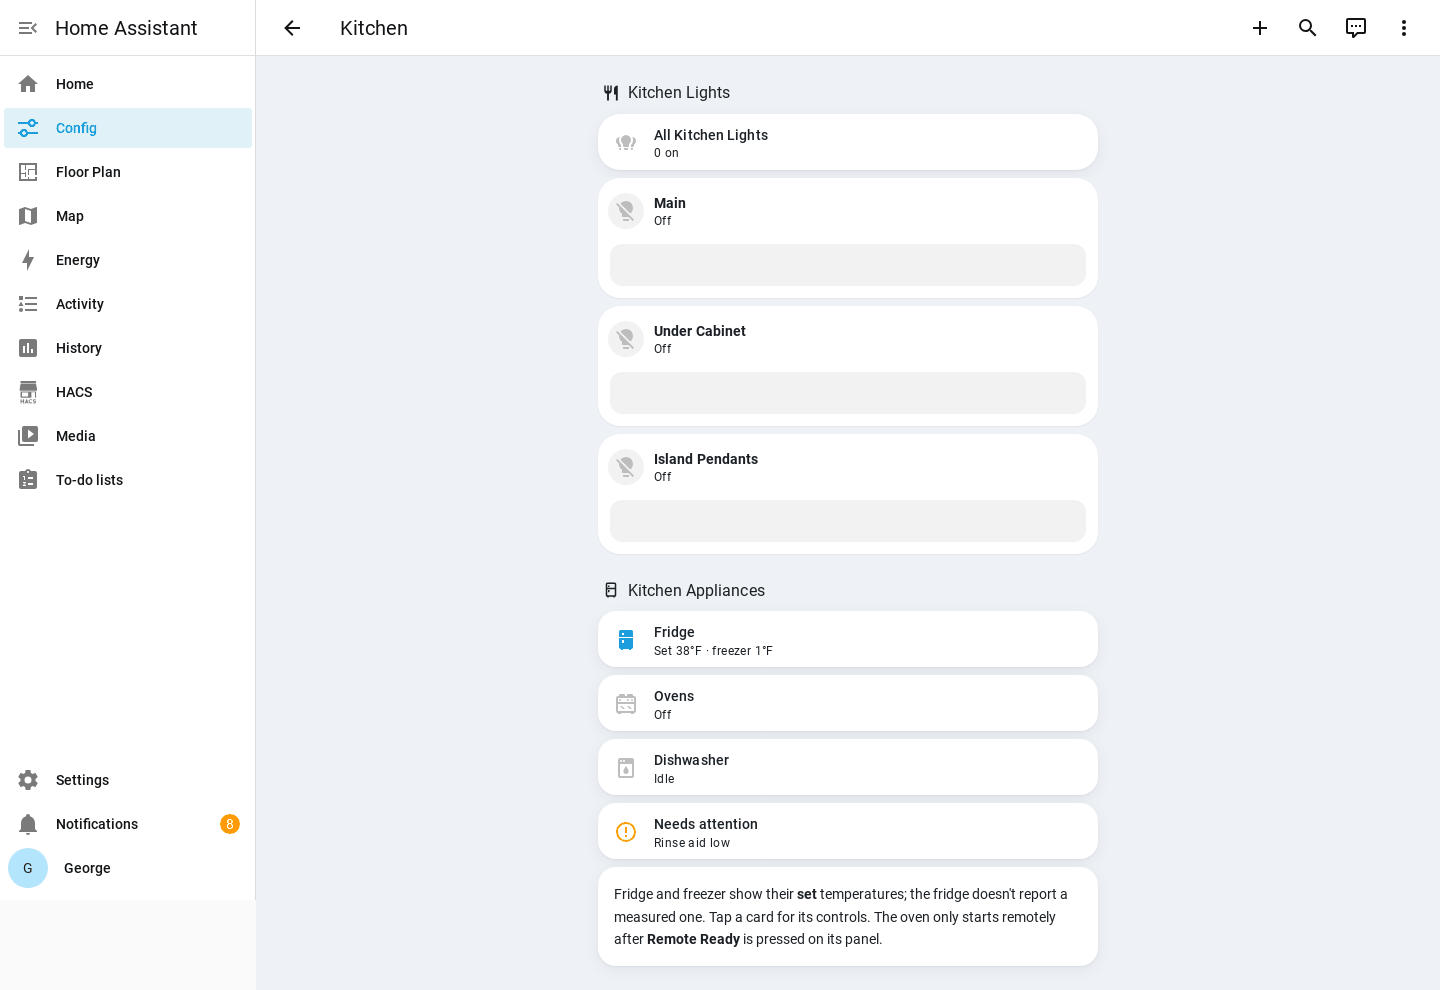 Home Assistant
Kitchen
Home
Config
Floor Plan
Map
Energy
Activity
History
HACS
HACS
Media
To-do lists
Settings
Notifications
8
G
George
Kitchen Lights
All Kitchen Lights
0 on
Main
Off
Under Cabinet
Off
Island Pendants
Off
Kitchen Appliances
Fridge
Set 38°F · freezer 1°F
Ovens
Off
Dishwasher
Idle
Needs attention
Rinse aid low
Fridge and freezer show their set temperatures; the fridge doesn't report a
measured one. Tap a card for its controls. The oven only starts remotely
after Remote Ready is pressed on its panel.